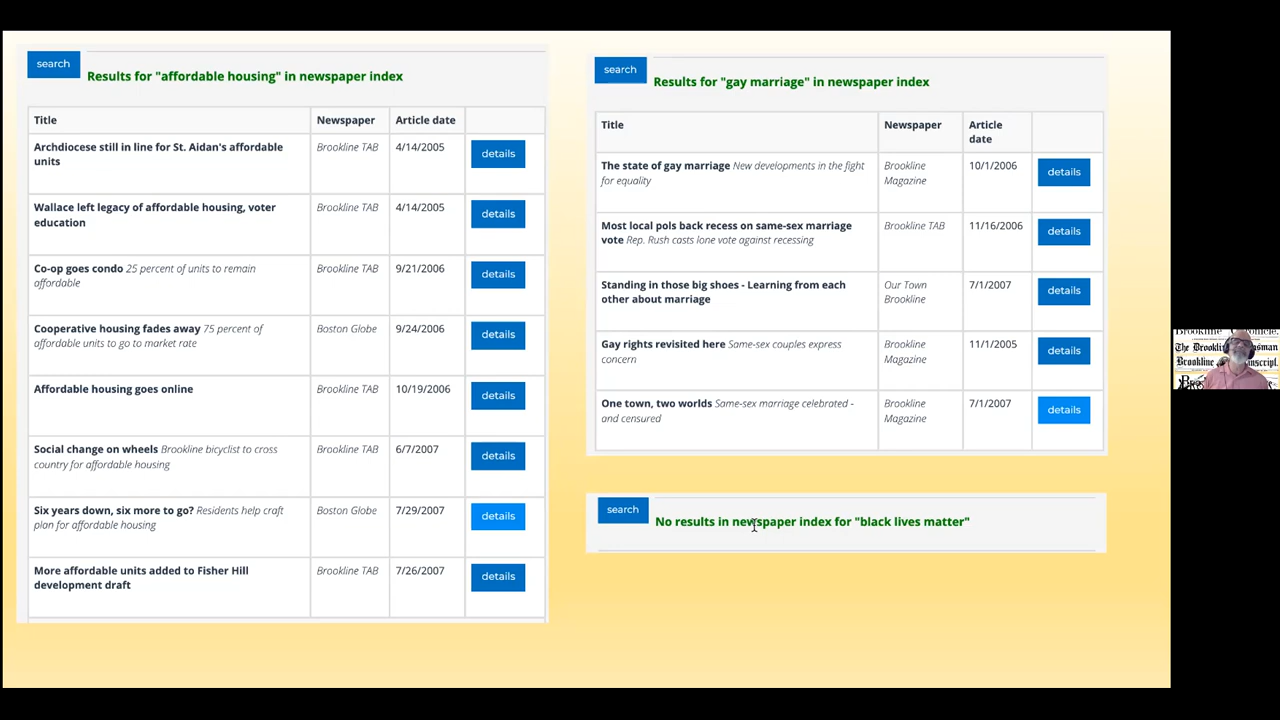 search
Results for "affordable housing" in newspaper index
Title Newspaper Article date
Archdiocese still in line for St. Aidan's affordable Brookline TAB 4/14/2005 details
units
Wallace left legacy of affordable housing, voter Brookline TAB 4/14/2005 details
education
Co-op goes condo 25 percent of units to remain Brookline TAB 9/21/2006 details
affordable
Cooperative housing fades away 75 percent of Boston Globe 9/24/2006 details
affordable units to go to market rate
Affordable housing goes online Brookline TAB 10/19/2006 details
Social change on wheels Brookline bicyclist to cross Brookline TAB 6/7/2007 details
country for affordable housing
Six years down, six more to go? Residents help craft Boston Globe 7/29/2007 details
plan for affordable housing
More affordable units added to Fisher Hill Brookline TAB 7/26/2007 details
development draft
search
Results for "gay marriage" in newspaper index
Title Newspaper Article
date
The state of gay marriage New developments in the fight Brookline 10/1/2006 details
for equality Magazine
Most local pols back recess on same-sex marriage Brookline TAB 11/16/2006 details
vote Rep. Rush casts lone vote against recessing
Standing in those big shoes - Learning from each Our Town 7/1/2007 details
other about marriage Brookline
Gay rights revisited here Same-sex couples express Brookline 11/1/2005 details
concern Magazine
One town, two worlds Same-sex marriage celebrated - Brookline 7/1/2007 details
and censured Magazine
search
No results in newspaper index for "black lives matter"
Brookline Chronicle.
The Brookli sman
Brookline nscript.